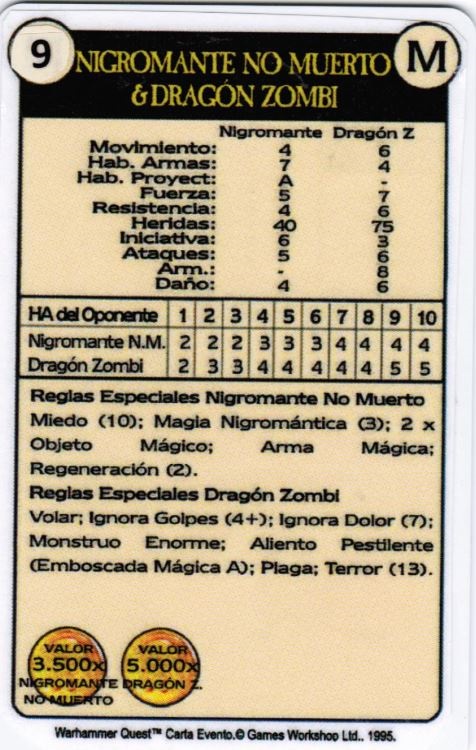 9
NIGROMANTE NO MUERTO
& DRAGÓN ZOMBI
M
Nigromante Dragón Z
Movimiento: 4 6
Hab. Armas: 7 4
Hab. Proyect: A -
Fuerza: 5 7
Resistencia: 4 6
Heridas: 40 75
Iniciativa: 6 3
Ataques: 5 6
Arm.: - 8
Daño: 4 6
HA del Oponente 1 2 3 4 5 6 7 8 9 10
Nigromante N.M. 2 2 2 3 3 3 4 4 4 4
Dragón Zombi 2 3 3 4 4 4 4 4 5 5
Reglas Especiales Nigromante No Muerto
Miedo (10); Magia Nigromántica (3); 2 x
Objeto Mágico; Arma Mágica;
Regeneración (2).
Reglas Especiales Dragón Zombi
Volar; Ignora Golpes (4+); Ignora Dolor (7);
Monstruo Enorme; Aliento Pestilente
(Emboscada Mágica A); Plaga; Terror (13).
VALOR
3.500x
NIGROMANTE
NO MUERTO
VALOR
5.000x
DRAGÓN Z.
Warhammer Quest™ Carta Evento.© Games Workshop Ltd.. 1995.